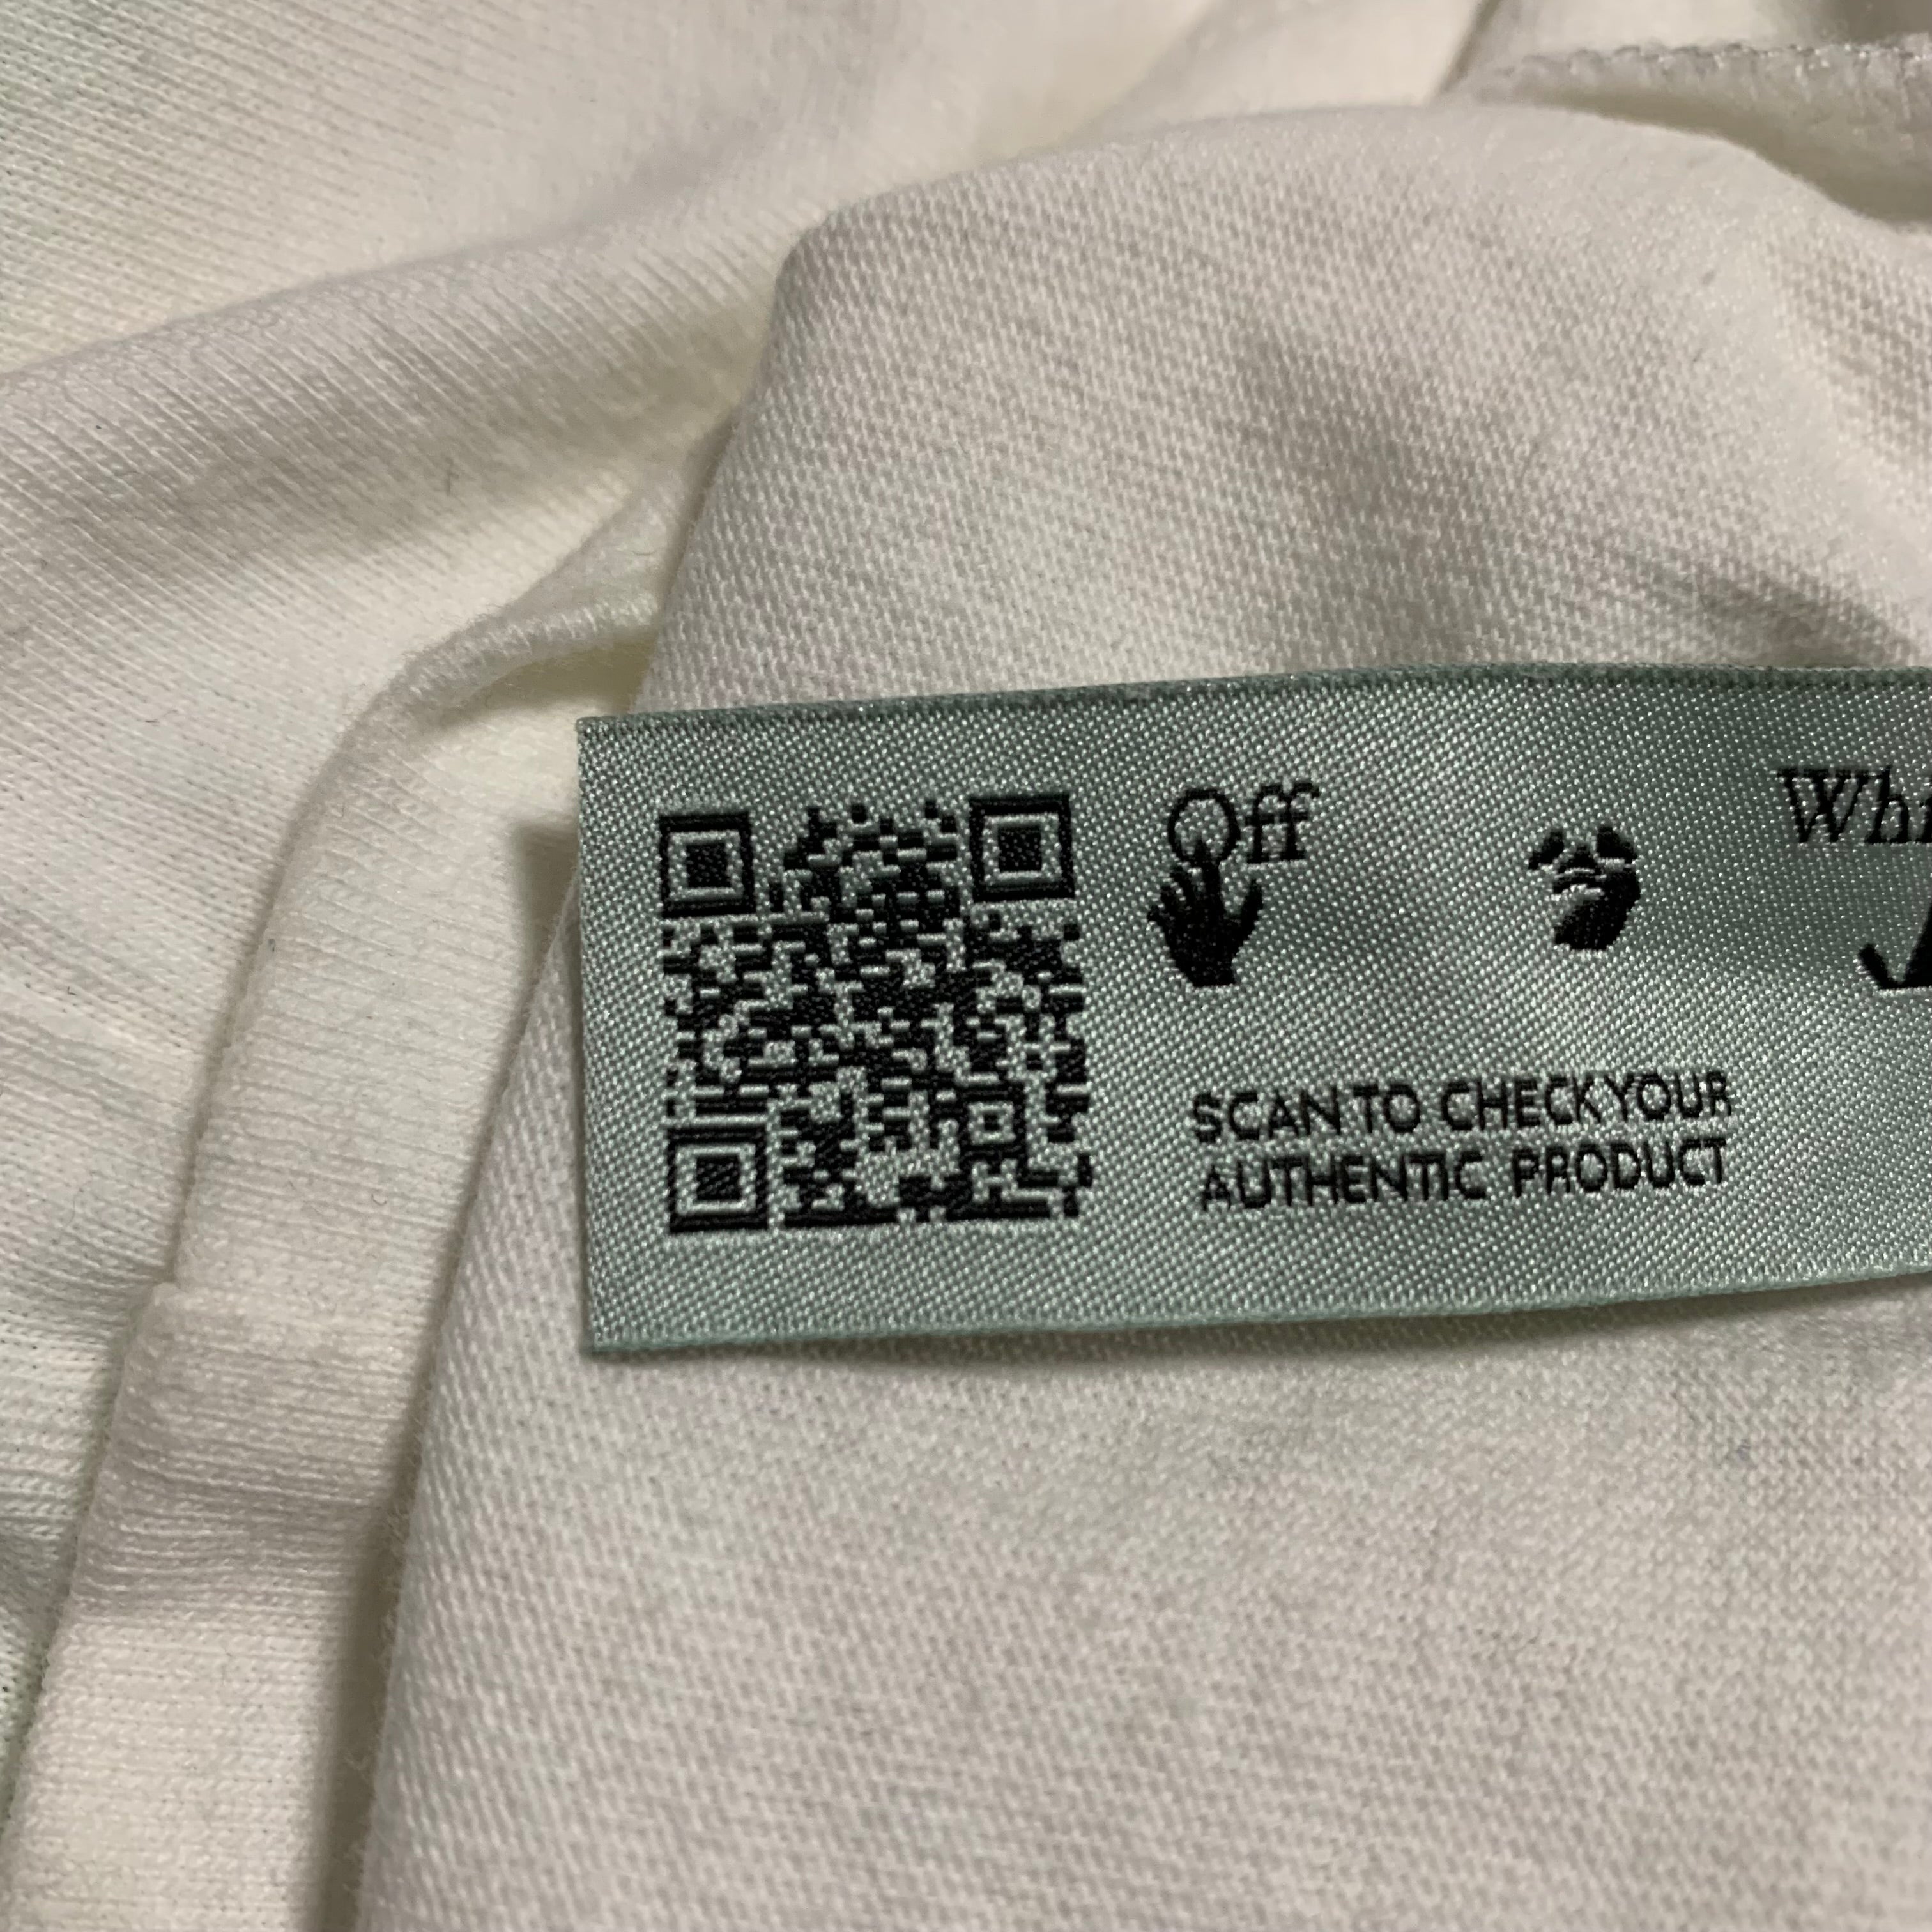 Off
SCAN TO CHECK YOUR
AUTHENTIC PRODUCT